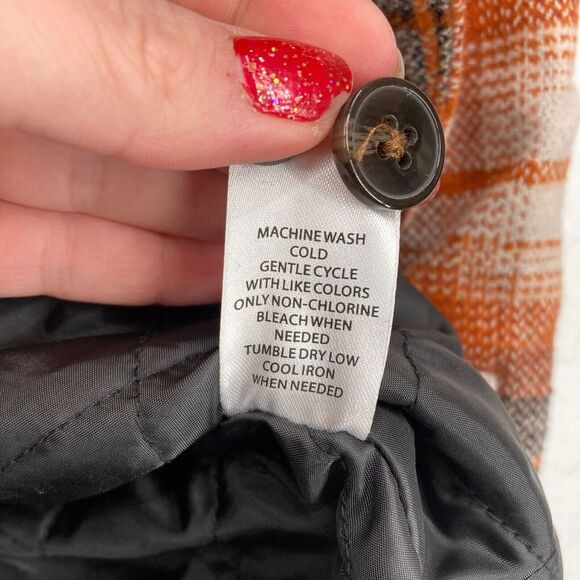 MACHINE WASH
COLD
GENTLE CYCLE
WITH LIKE COLORS
ONLY NON-CHLORINE
BLEACH WHEN
NEEDED
TUMBLE DRY LOW
COOL IRON
WHEN NEEDED